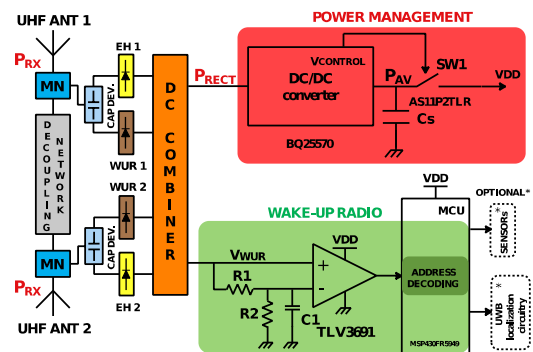 UHF ANT 1
PRX
MN
EH 1
CAP DEV.
WUR 1
DECOUPLING
NETWORK
WUR 2
CAP DEV.
MN
PRX
EH 2
UHF ANT 2
DC COMBINER
POWER MANAGEMENT
PRECT
VCONTROL
DC/DC
converter
BQ25570
PAV
SW1
VDD
AS11P2TLR
Cs
WAKE-UP RADIO
VWUR
R1
R2
C1
VDD
+
-
TLV3691
VDD
MCU
ADDRESS
DECODING
MSP430FR5949
OPTIONAL*
*
SENSORs
*
UWB
localization
circuitry